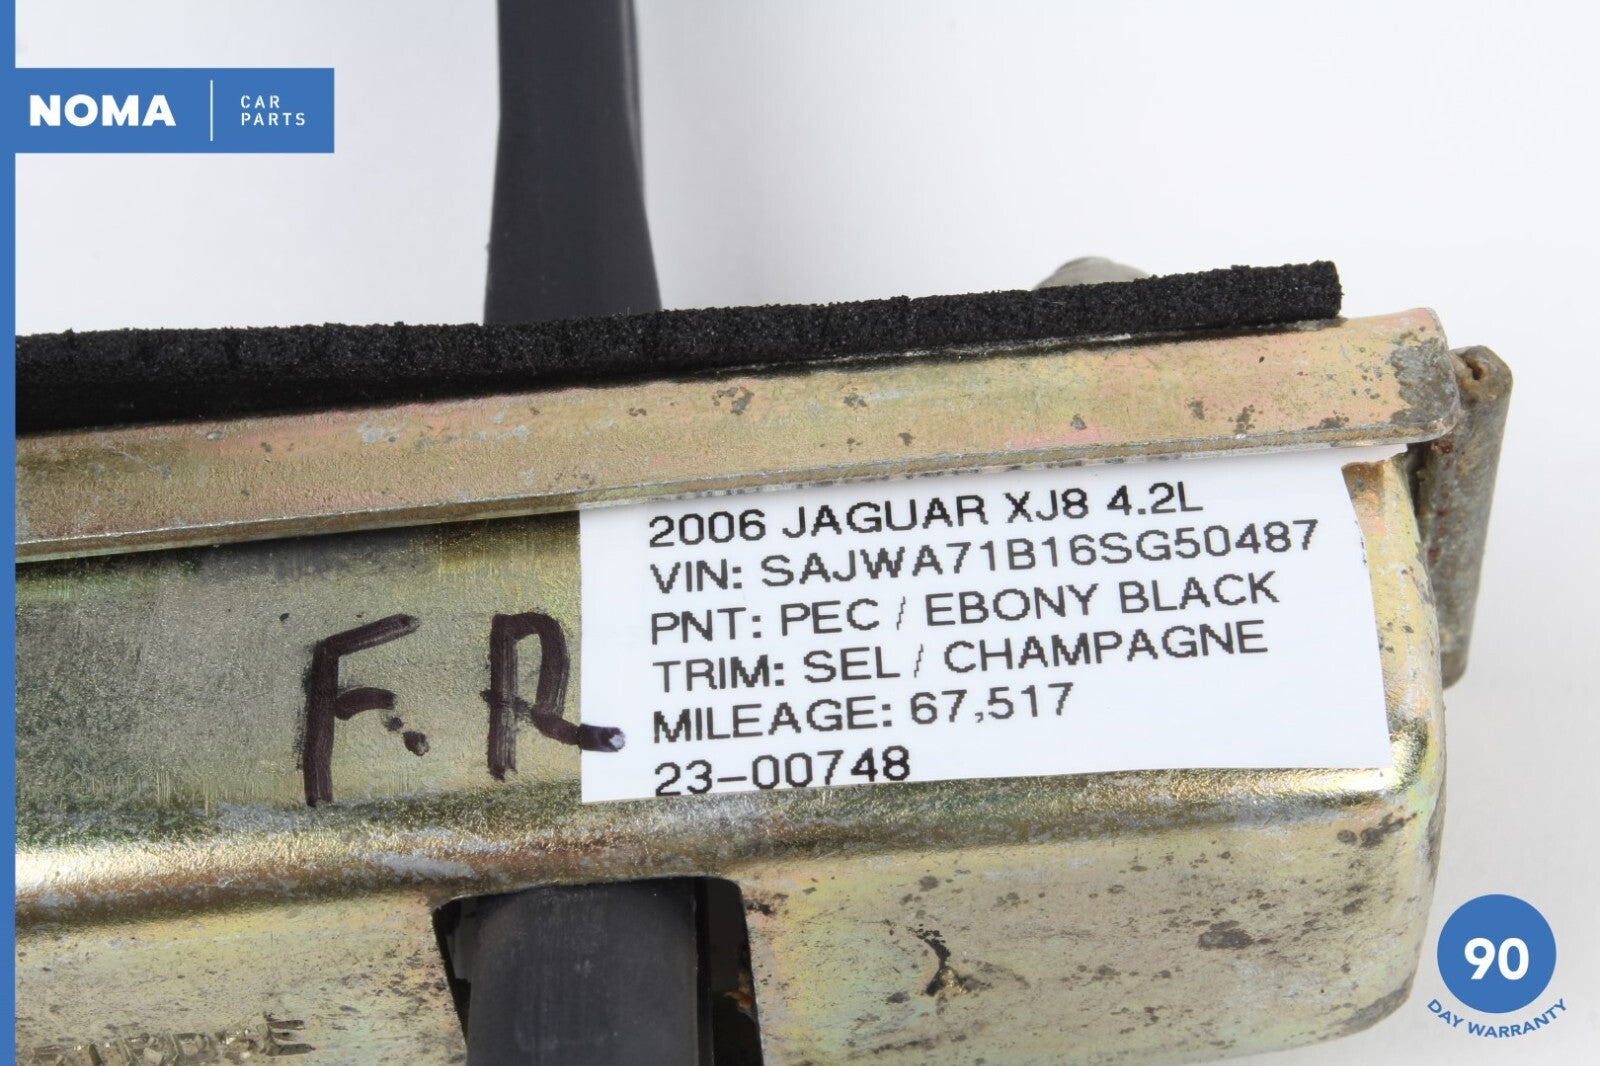 NOMA
CAR
PARTS
2006 JAGUAR XJ8 4.2L
VIN: SAJWA71B16SG50487
PNT: PEC / EBONY BLACK
TRIM: SEL / CHAMPAGNE
MILEAGE: 67,517
23-00748
F.R
90
DAY WARRANTY